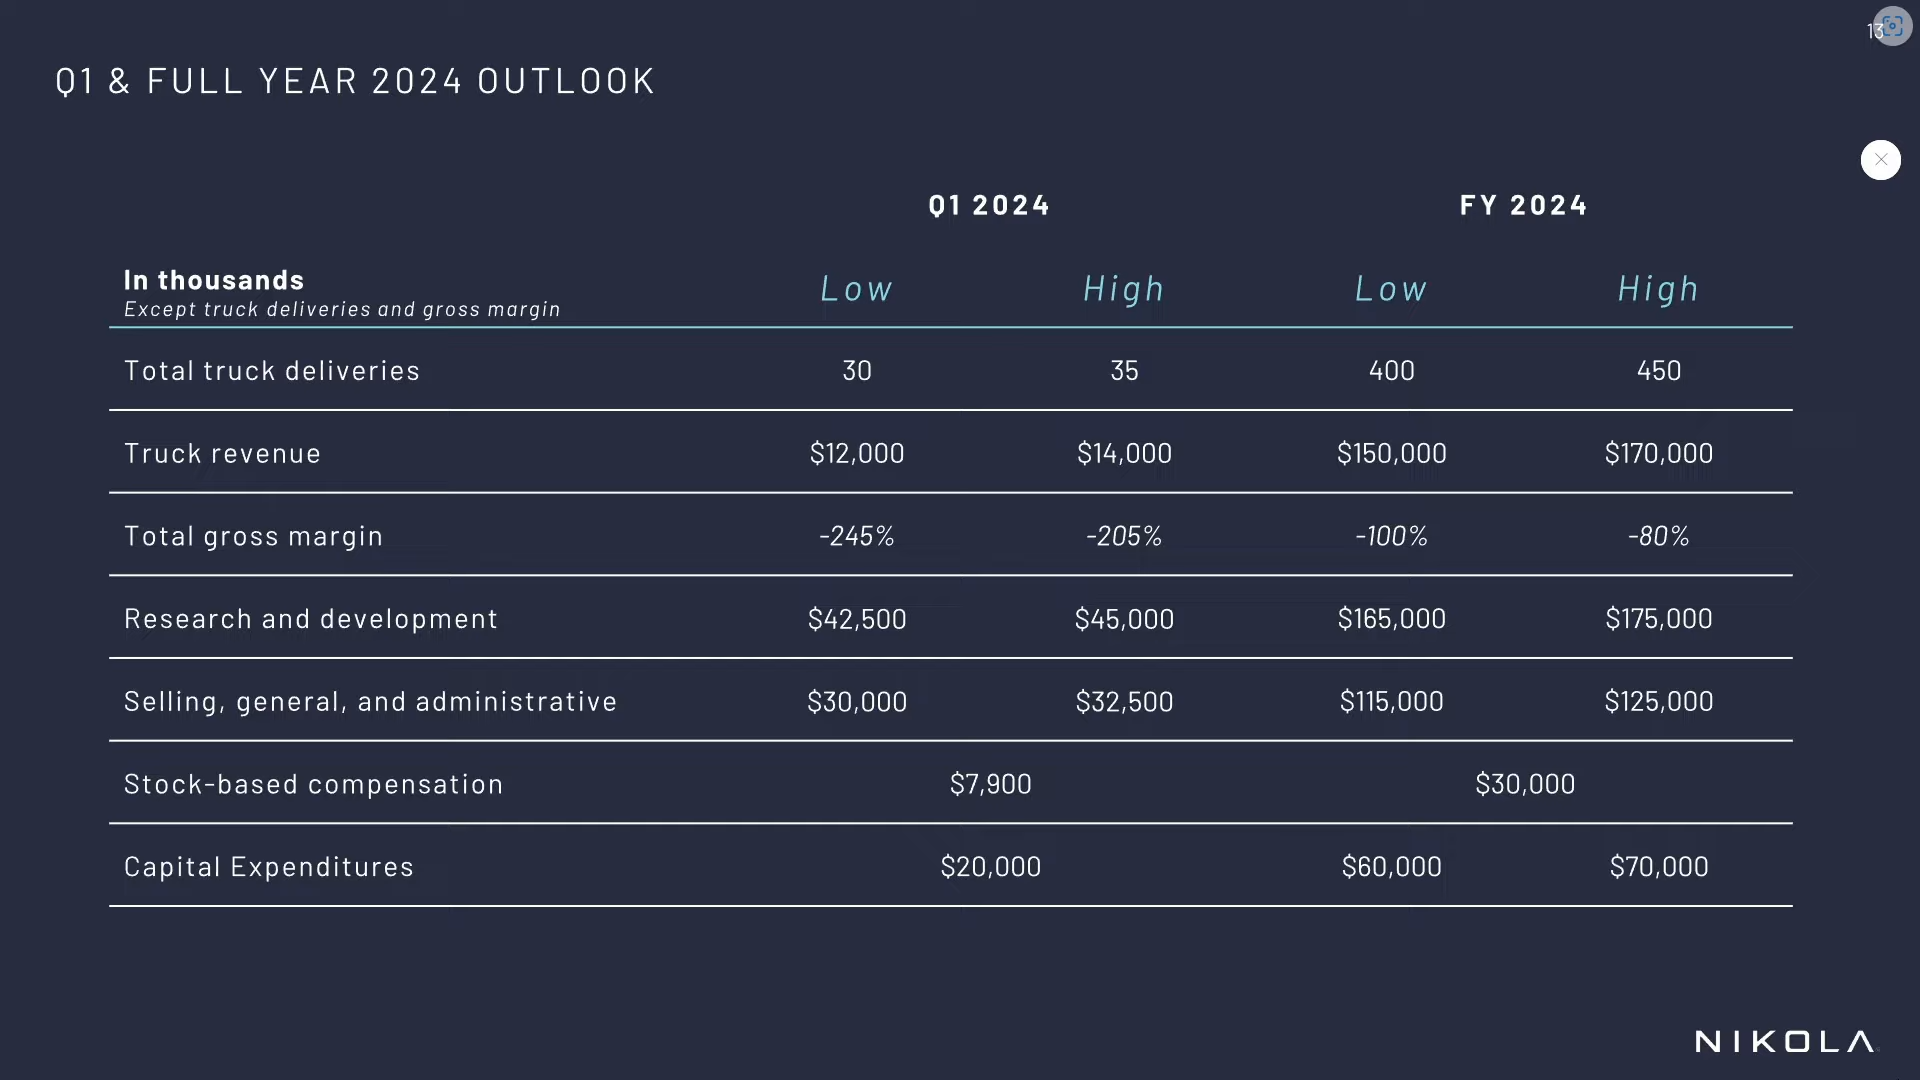 13
Q1 & FULL YEAR 2024 OUTLOOK
Q1 2024 FY 2024
In thousands Low High Low High
Except truck deliveries and gross margin
Total truck deliveries 30 35 400 450
Truck revenue $12,000 $14,000 $150,000 $170,000
Total gross margin -245% -205% -100% -80%
Research and development $42,500 $45,000 $165,000 $175,000
Selling, general, and administrative $30,000 $32,500 $115,000 $125,000
Stock-based compensation $7,900 $30,000
Capital Expenditures $20,000 $60,000 $70,000
NIKOLA